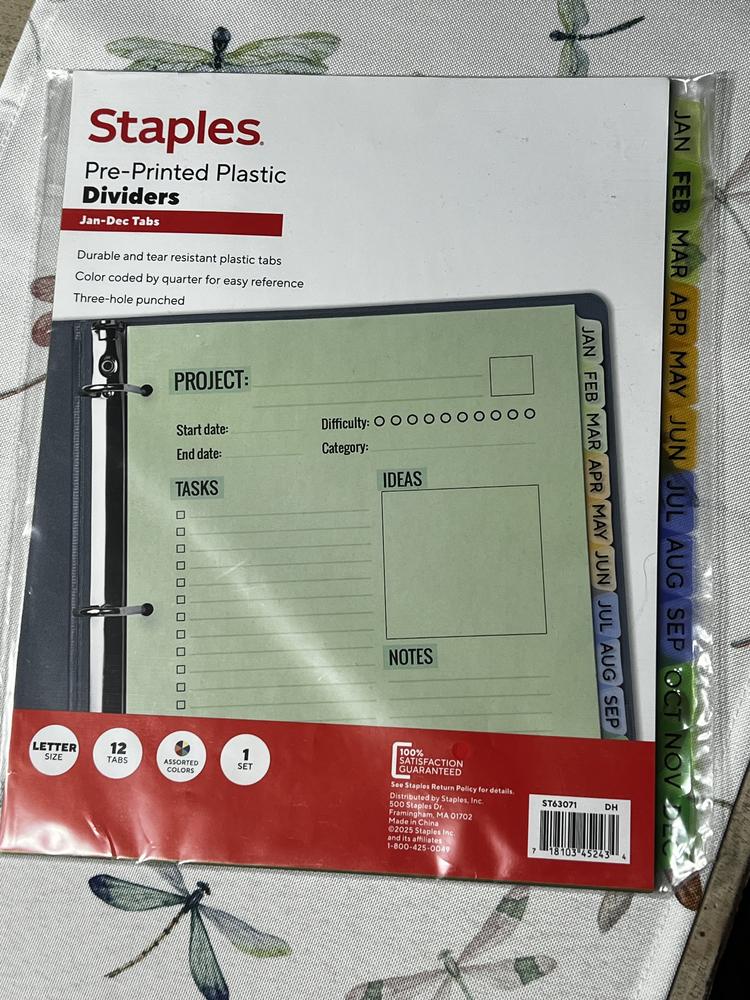 Staples
Pre-Printed Plastic
Dividers
Jan-Dec Tabs
Durable and tear resistant plastic tabs
Color coded by quarter for easy reference
Three-hole punched
PROJECT:
Start date:
Difficulty:
End date:
Category:
TASKS
IDEAS
NOTES
JAN
FEB
MAR
APR
MAY
JUN
JUL
AUG
SEP
JAN
FEB
MAR
APR
MAY
JUN
JUL
AUG
SEP
OCT
NOV
DEC
LETTER
SIZE
12
TABS
ASSORTED
COLORS
1
SET
100%
SATISFACTION
GUARANTEED
See Staples Return Policy for details.
Distributed by Staples, Inc.
500 Staples Dr.
Framingham, MA 01702
Made in China
©2025 Staples Inc.
and its affiliates
1-800-425-0049
ST63071 DH
7 18103 45243 4